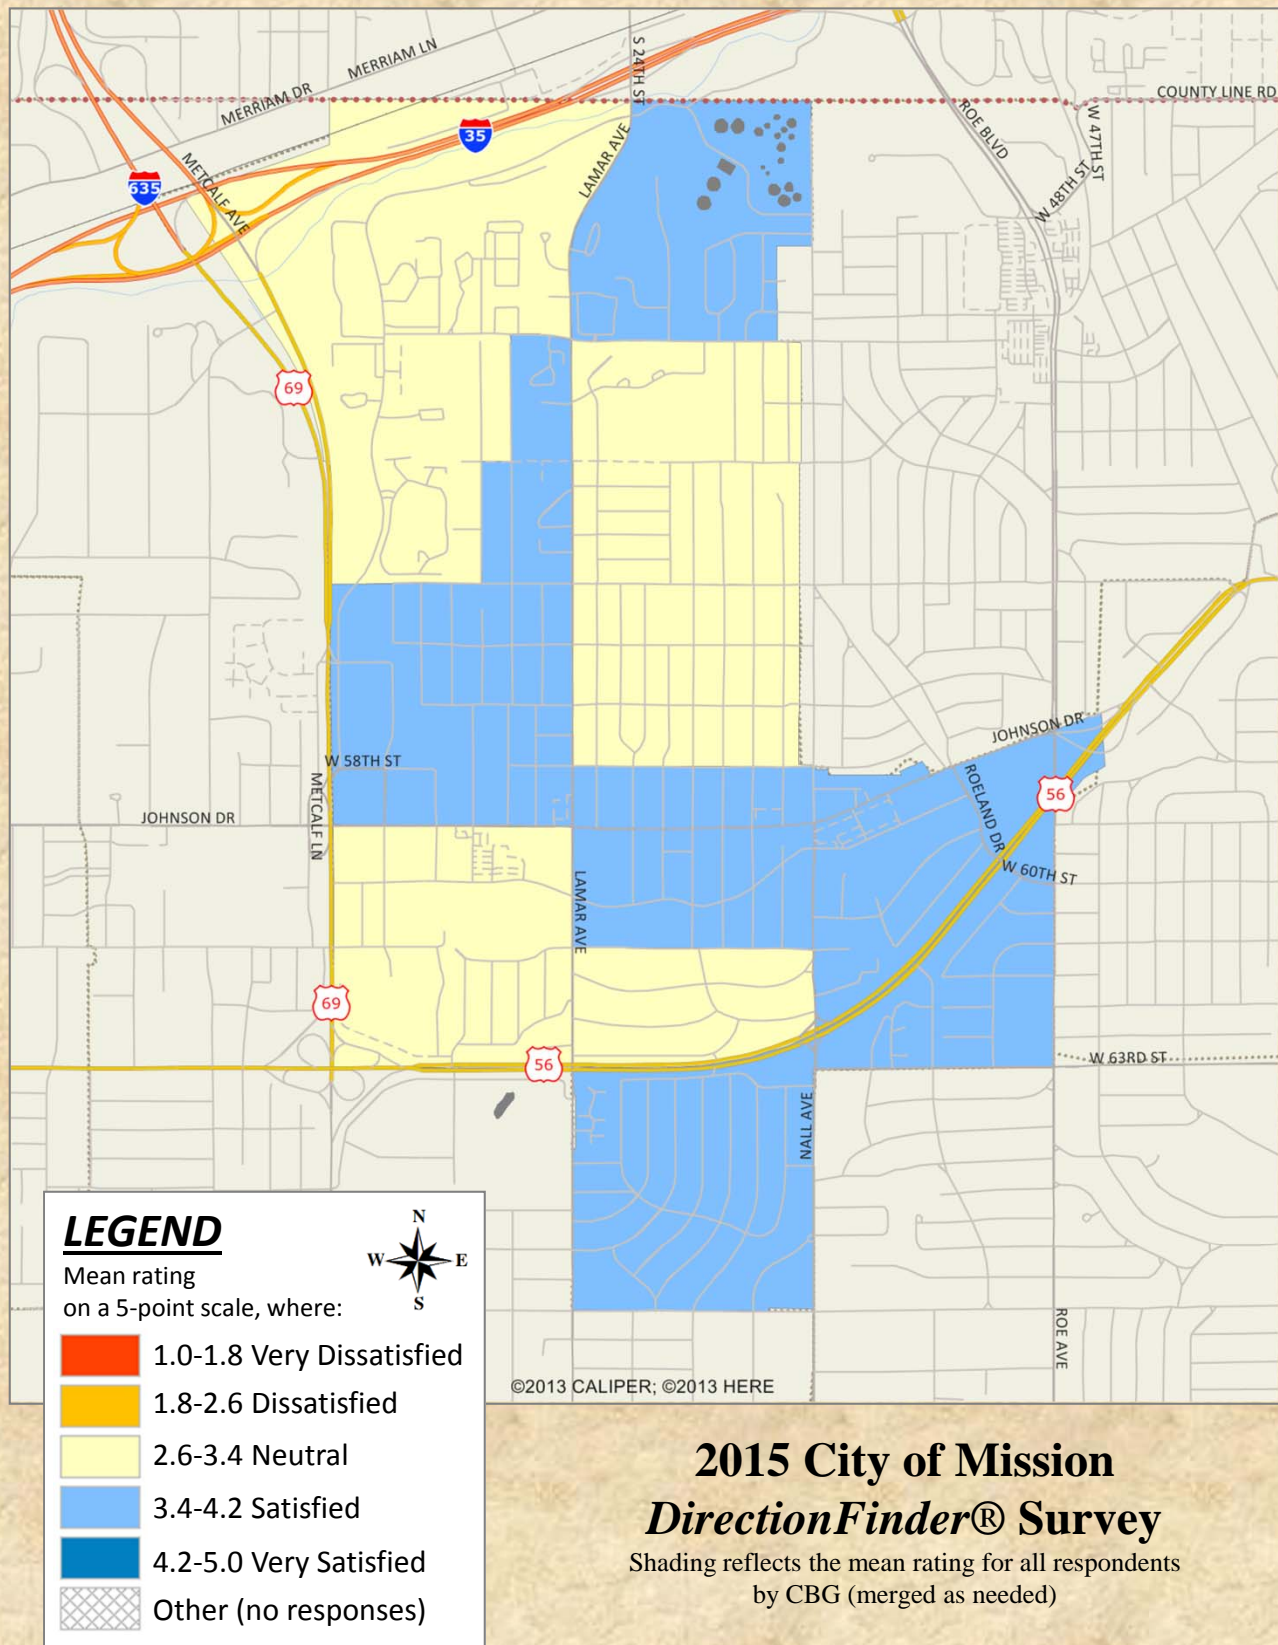 MERRIAM LN
S 24TH ST
MERRIAM DR
COUNTY LINE RD
35
ROE BLVD
W 47TH ST
LAMAR AVE
635
METCALF AVE
W 48TH ST
69
JOHNSON DR
W 58TH ST
ROELAND DR
56
METCALF LN
JOHNSON DR
W 60TH ST
LAMAR AVE
69
56
W 63RD ST
NALL AVE
ROE AVE
©2013 CALIPER; ©2013 HERE
LEGEND
N
W E
S
Mean rating
on a 5-point scale, where:
1.0-1.8 Very Dissatisfied
1.8-2.6 Dissatisfied
2.6-3.4 Neutral
3.4-4.2 Satisfied
4.2-5.0 Very Satisfied
Other (no responses)
2015 City of Mission
DirectionFinder® Survey
Shading reflects the mean rating for all respondents
by CBG (merged as needed)